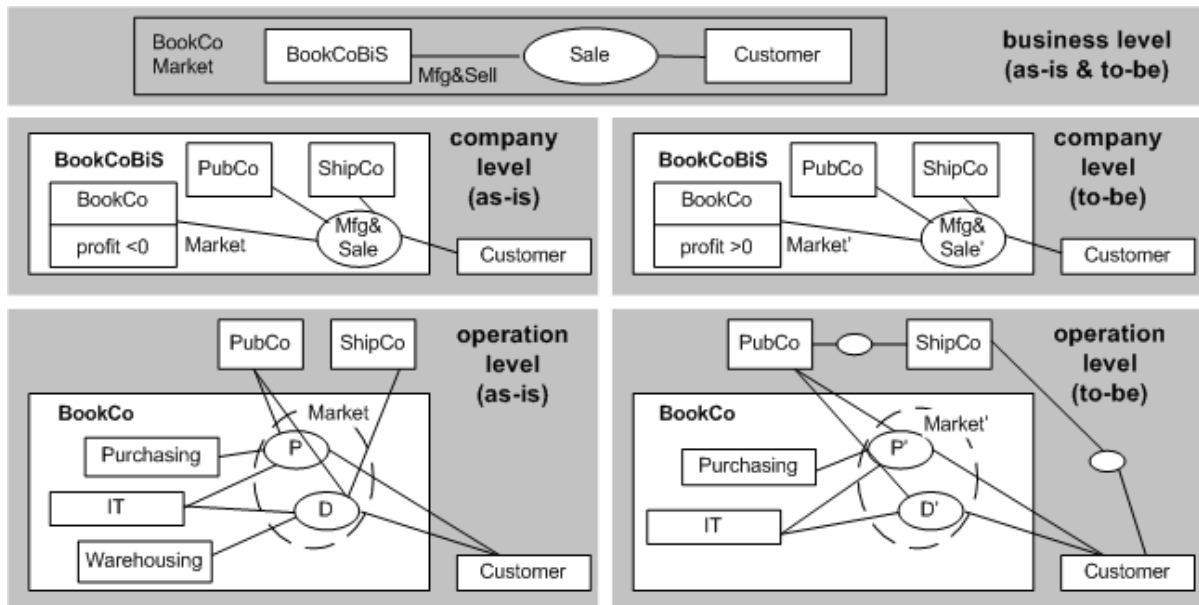 BookCo
Market
BookCoBiS
Mfg&Sell
Sale
Customer
business level
(as-is & to-be)
BookCoBiS
PubCo
ShipCo
BookCo
profit <0
Market
Mfg&
Sale
Customer
company
level
(as-is)
BookCoBiS
PubCo
ShipCo
BookCo
profit >0
Market'
Mfg&
Sale'
Customer
company
level
(to-be)
PubCo
ShipCo
operation
level
(as-is)
BookCo
Market
P
Purchasing
IT
D
Warehousing
Customer
PubCo
ShipCo
operation
level
(to-be)
BookCo
Market'
P'
Purchasing
IT
D'
Customer